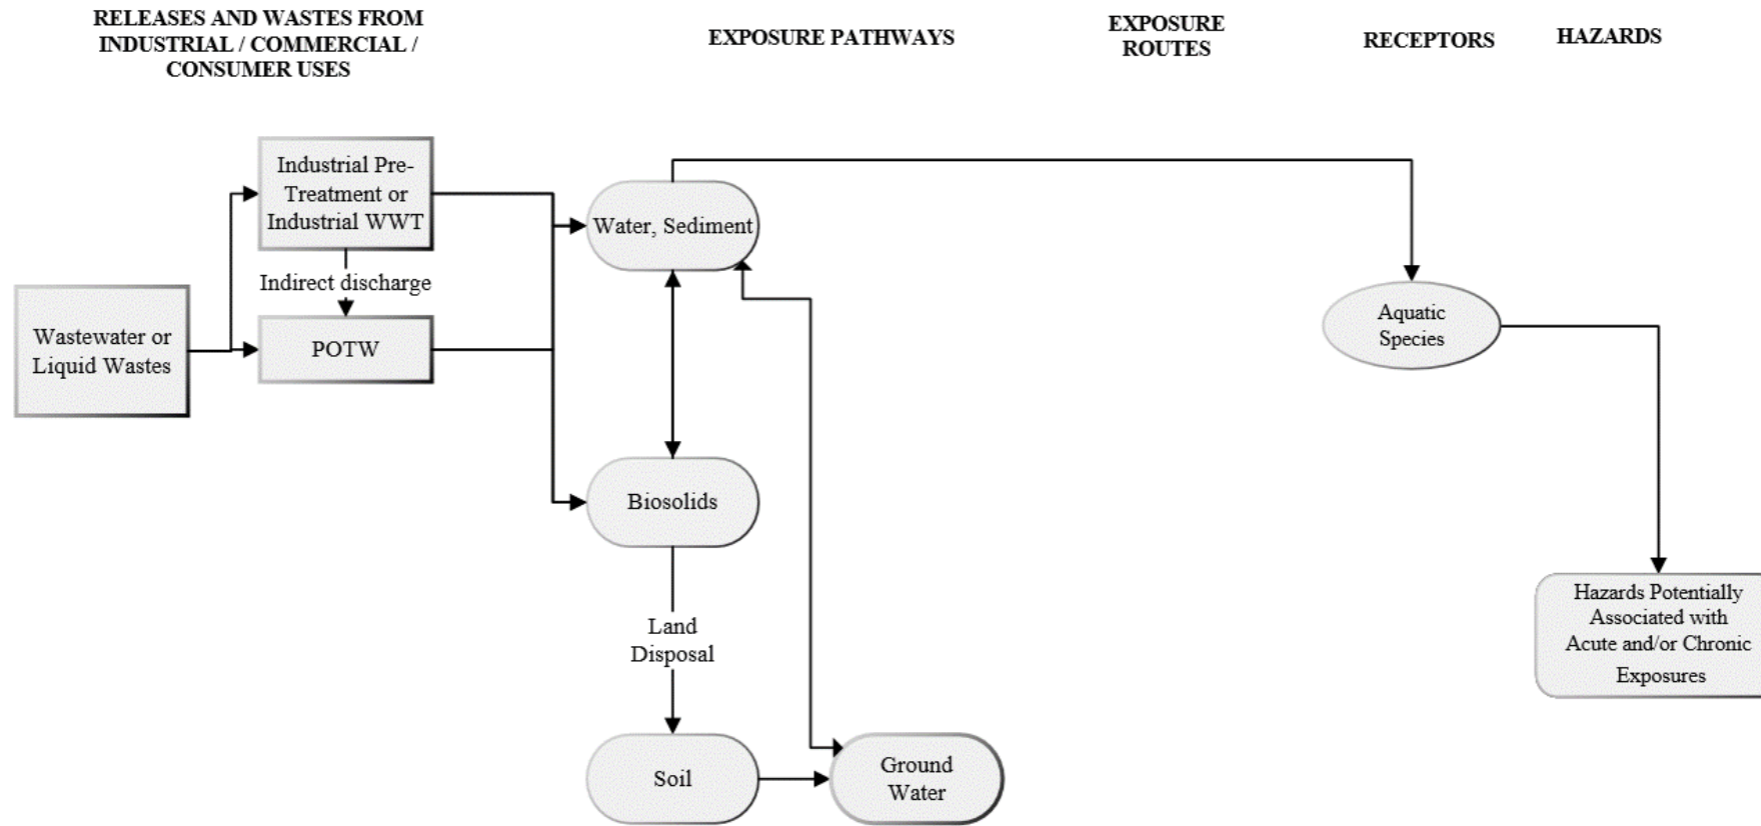 RELEASES AND WASTES FROM
INDUSTRIAL / COMMERCIAL /
CONSUMER USES
EXPOSURE PATHWAYS
EXPOSURE
ROUTES
RECEPTORS
HAZARDS
Industrial Pre-
Treatment or
Industrial WWT
Indirect discharge
Wastewater or
Liquid Wastes
POTW
Water, Sediment
Biosolids
Land
Disposal
Soil
Ground
Water
Aquatic
Species
Hazards Potentially
Associated with
Acute and/or Chronic
Exposures